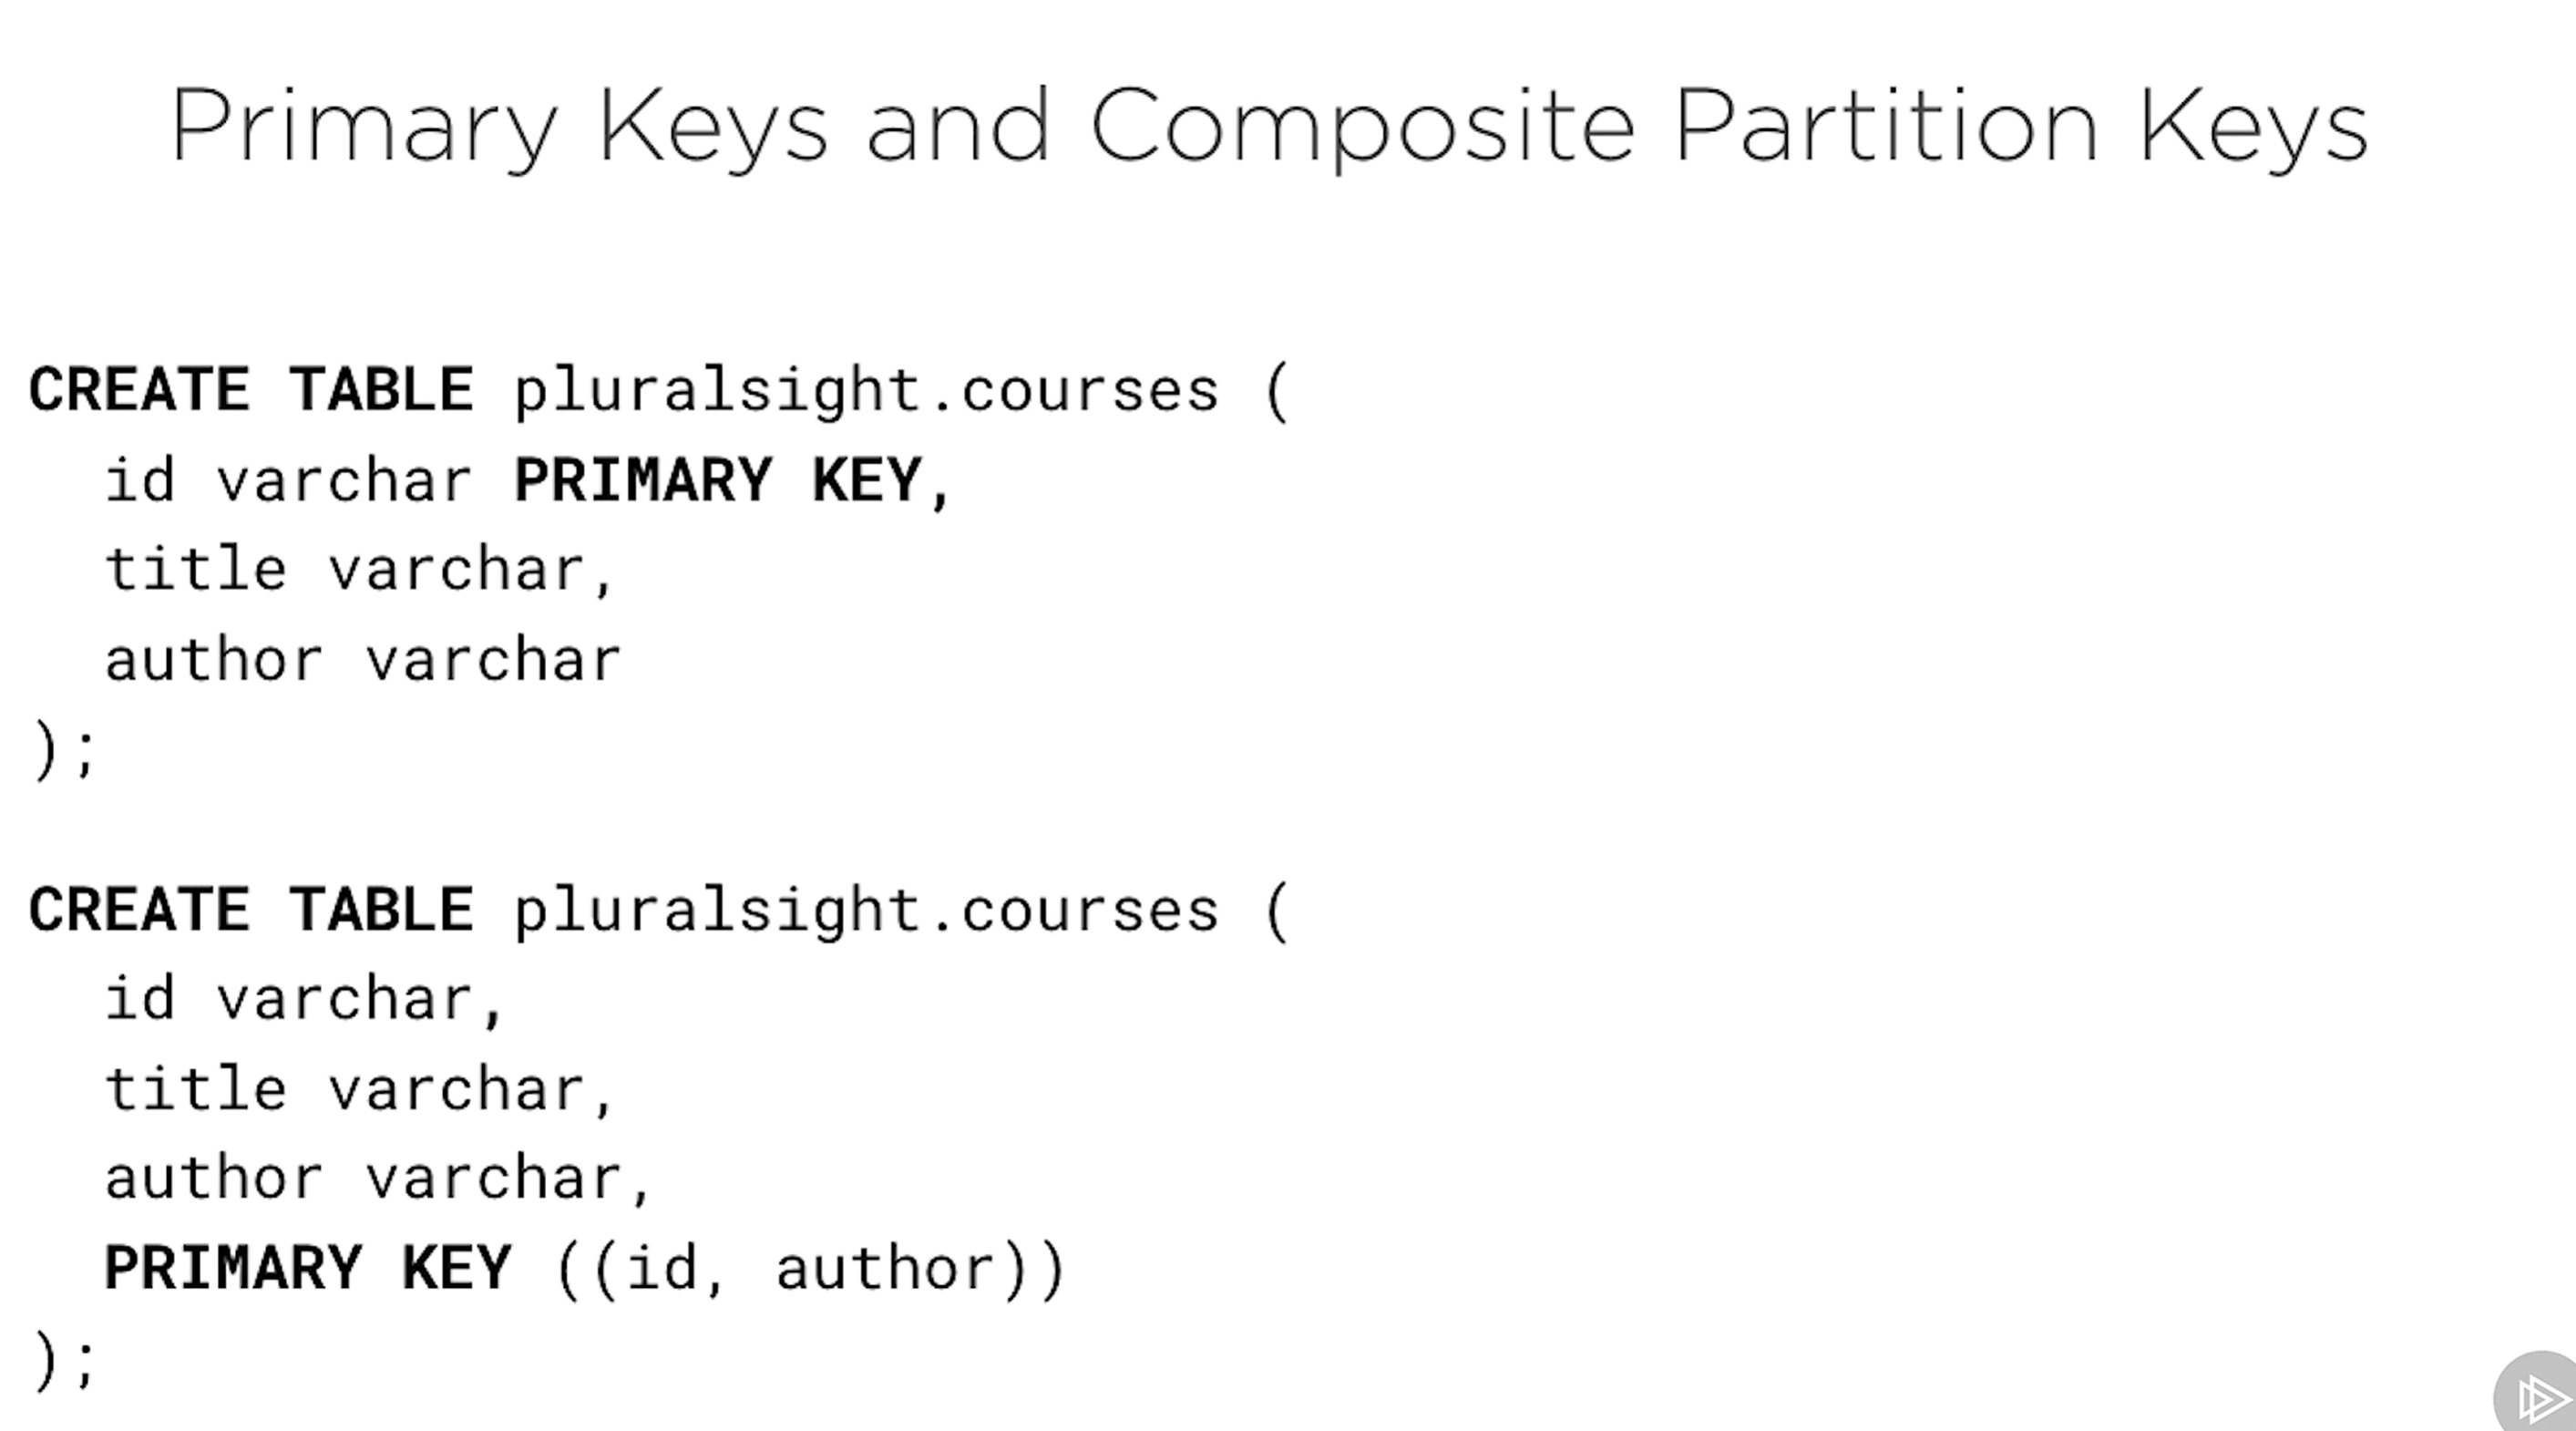 Primary Keys and Composite Partition Keys
CREATE TABLE pluralsight.courses (
id varchar PRIMARY KEY,
title varchar,
author varchar
);
CREATE TABLE pluralsight.courses (
id varchar,
title varchar,
author varchar,
PRIMARY KEY ((id, author))
);